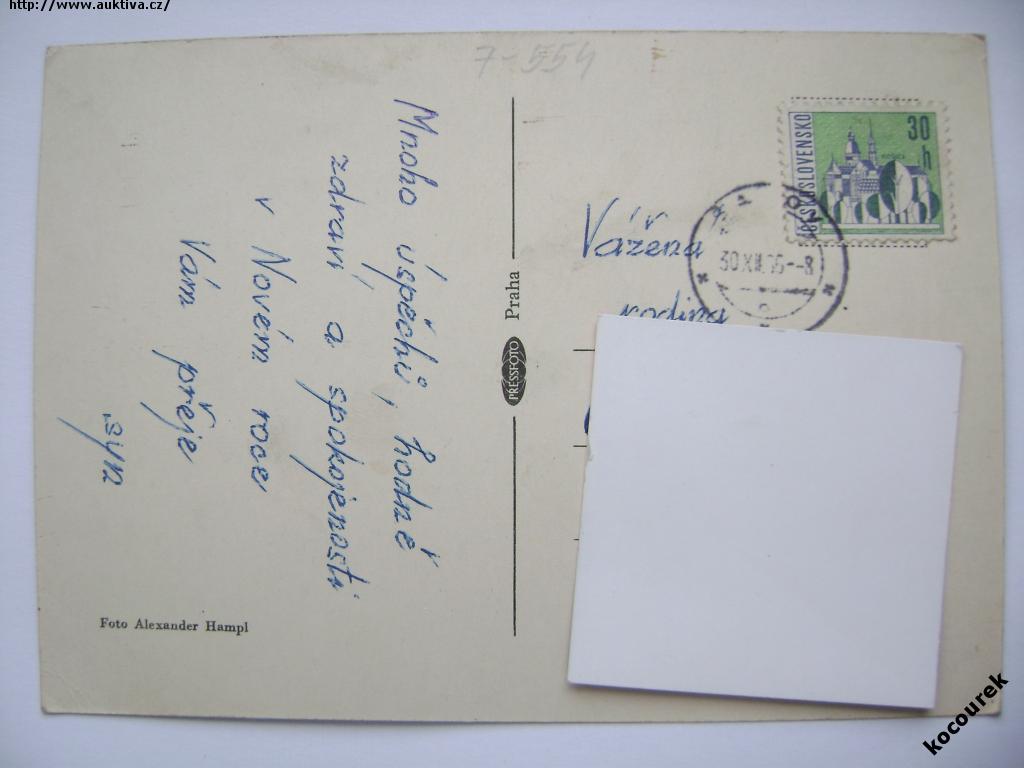 http://www.auktiva.cz/
7-554
Mnoho úspěchů, hodně
zdraví a spokojenosti
v Novém roce
Vám přeje
syn
Foto Alexander Hampl
PRESSFOTO
Praha
ČESKOSLOVENSKO
30 h
30.XII.
-8
Vážená
rodina
kocourek